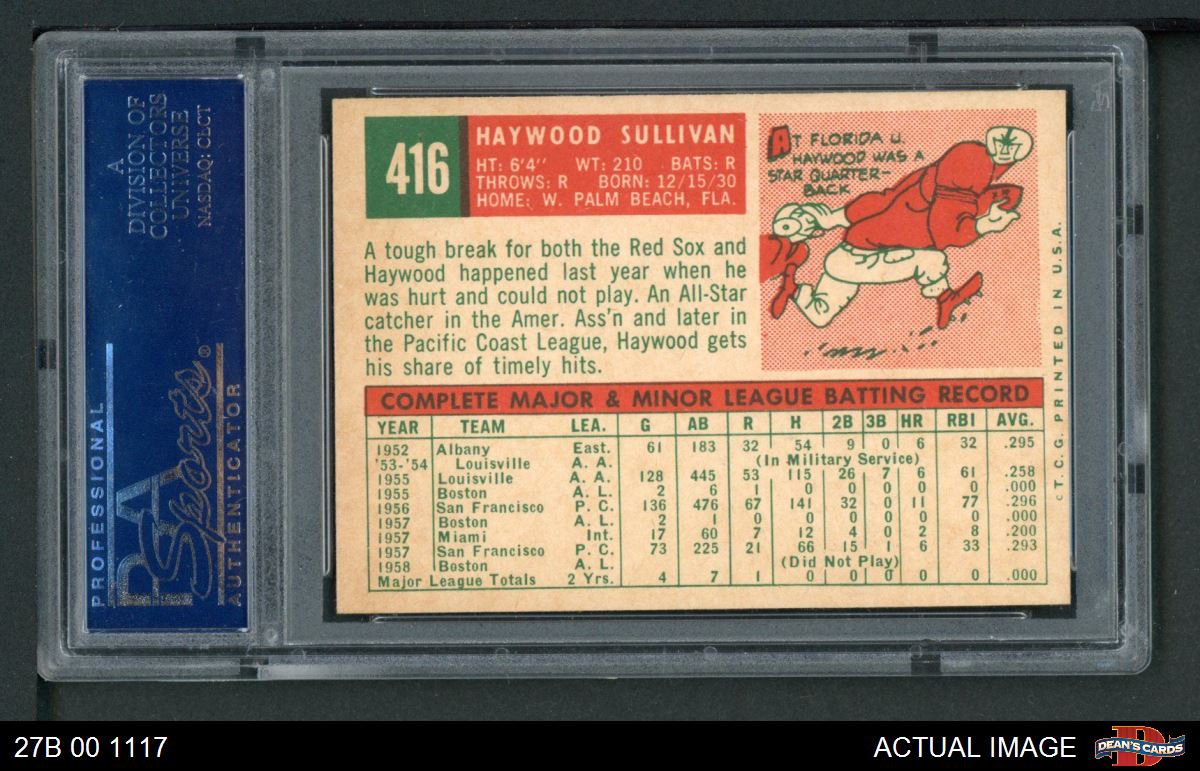 A
DIVISION OF
COLLECTORS
UNIVERSE
NASDAQ: CLCT
PROFESSIONAL
PSA
Sports®
AUTHENTICATOR
416
HAYWOOD SULLIVAN
HT: 6'4" WT: 210 BATS: R
THROWS: R BORN: 12/15/30
HOME: W. PALM BEACH, FLA.
AT FLORIDA U.
HAYWOOD WAS A
STAR QUARTER-
BACK
A tough break for both the Red Sox and
Haywood happened last year when he
was hurt and could not play. An All-Star
catcher in the Amer. Ass'n and later in
the Pacific Coast League, Haywood gets
his share of timely hits.
COMPLETE MAJOR & MINOR LEAGUE BATTING RECORD
YEAR TEAM LEA. G AB R H 2B 3B HR RBI AVG.
1952 Albany East. 61 183 32 54 9 0 6 32 .295
'53-'54 Louisville A. A. (In Military Service)
1955 Louisville A. A. 128 445 53 115 26 7 6 61 .258
1955 Boston A. L. 2 6 1 0 0 0 0 0 .000
1956 San Francisco P. C. 136 476 67 141 32 0 11 77 .296
1957 Boston A. L. 2 1 0 0 0 0 0 0 .000
1957 Miami Int. 17 60 7 12 4 0 2 8 .200
1957 San Francisco P. C. 73 225 21 66 15 1 6 33 .293
1958 Boston A. L. (Did Not Play)
Major League Totals 2 Yrs. 4 7 1 0 0 0 0 0 .000
© T.C.G. PRINTED IN U.S.A.
27B 00 1117
ACTUAL IMAGE
D
DEAN'S CARDS